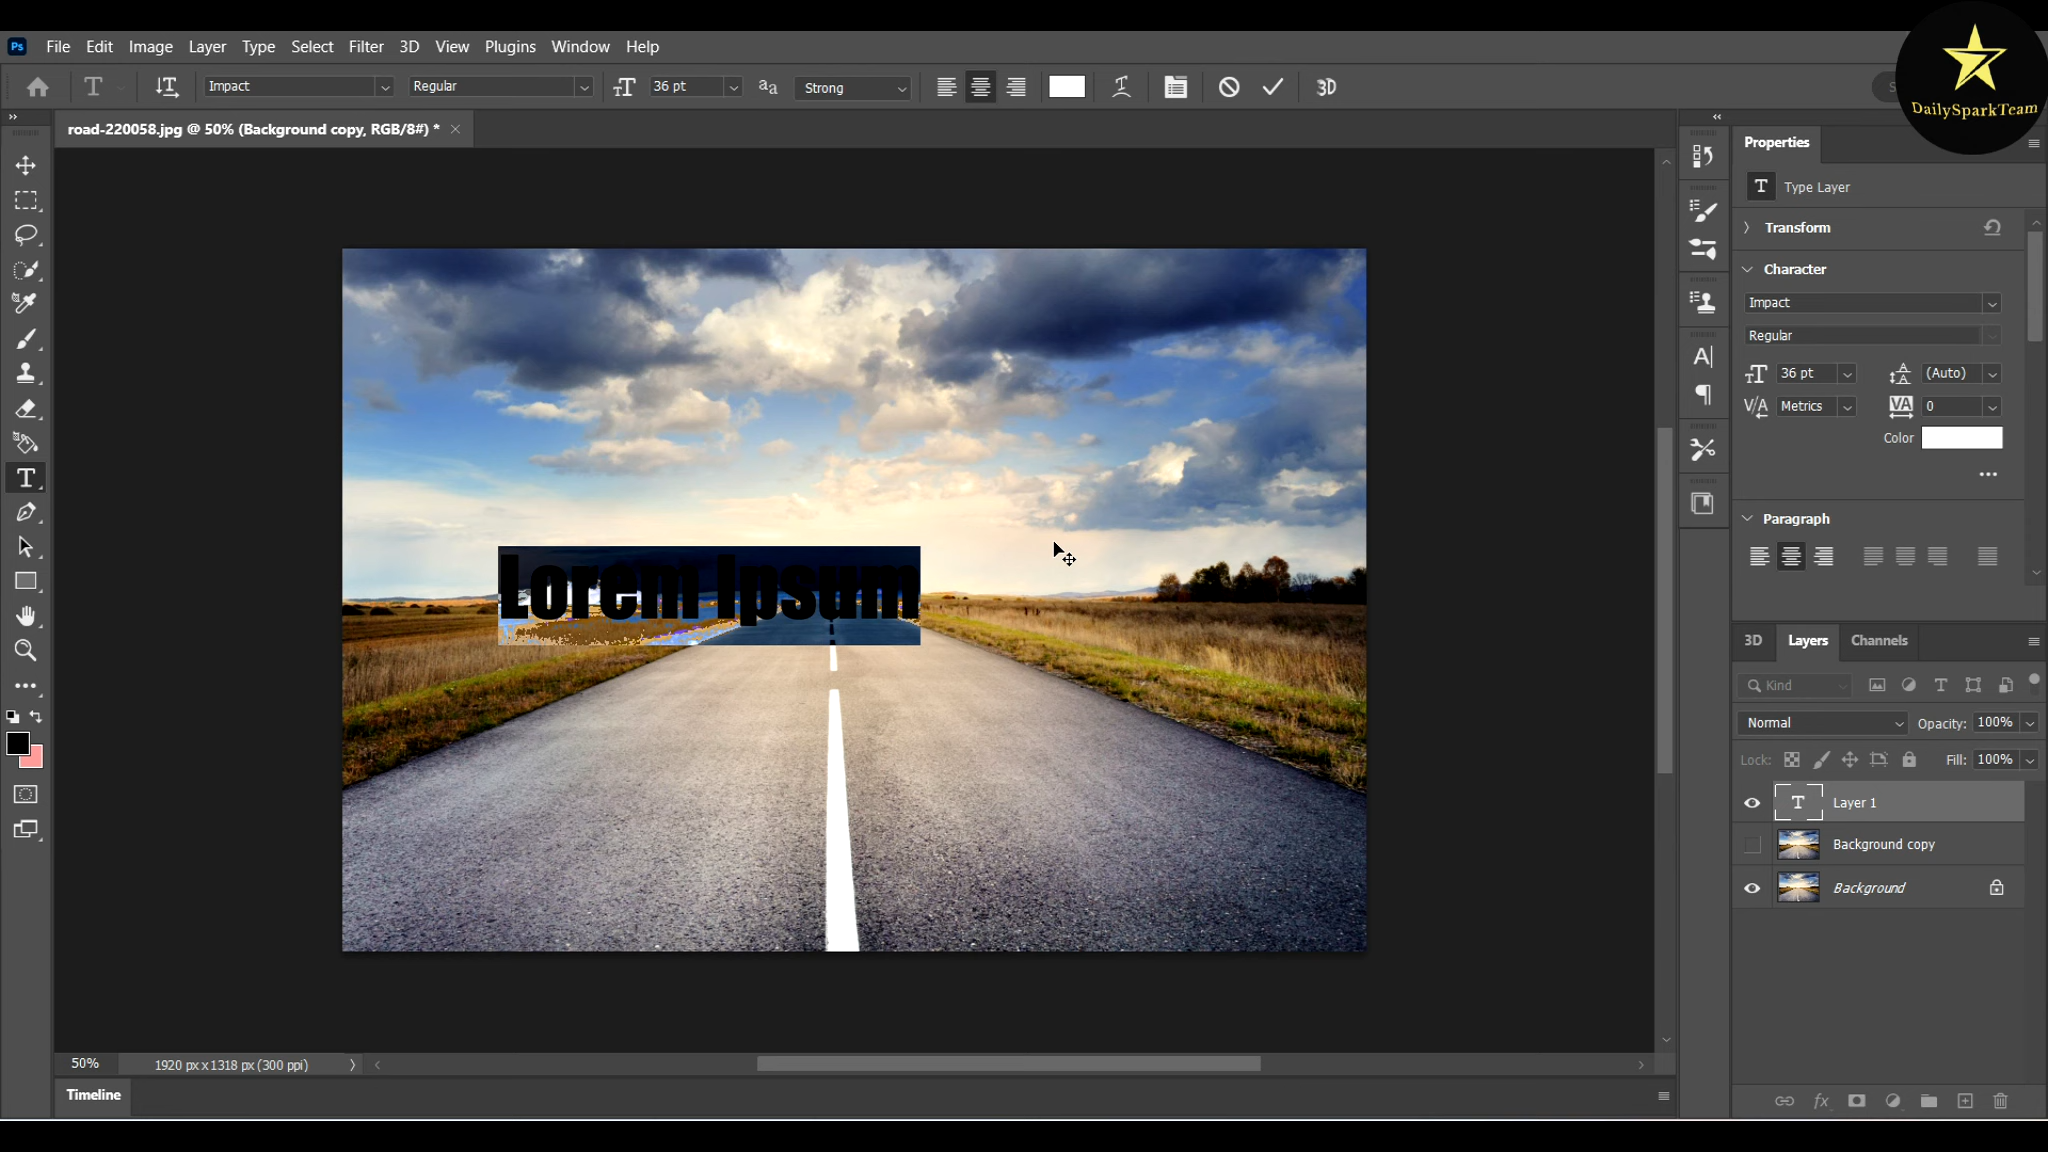 Ps File Edit Image Layer Type Select Filter 3D View Plugins Window Help
Impact Regular 36 pt Strong 3D
DailySparkTeam
road-220058.jpg @ 50% (Background copy, RGB/8#) *
Properties
Type Layer
Transform
Character
Impact
Regular
36 pt (Auto)
Metrics 0
Color
Paragraph
Lorem Ipsum
3D Layers Channels
Kind
Normal Opacity: 100%
Lock: Fill: 100%
Layer 1
Background copy
Background
50% 1920 px x 1318 px (300 ppi)
Timeline